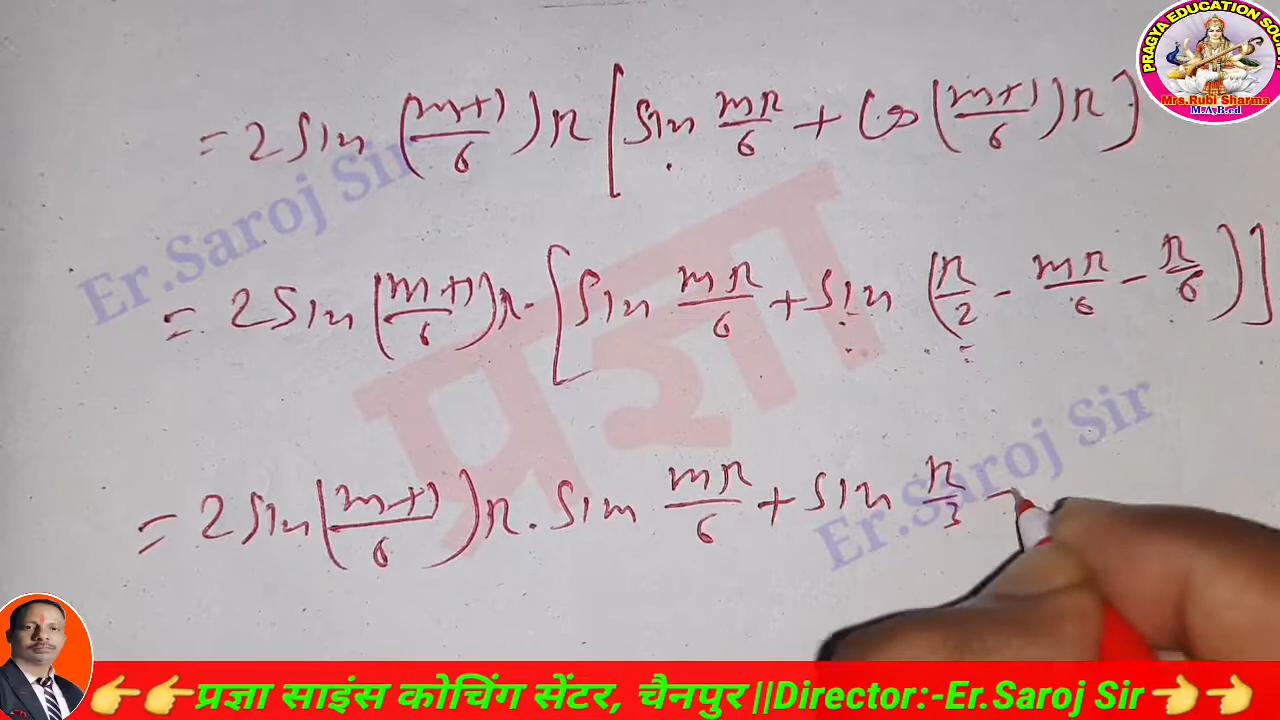 PRAGYA EDUCATION SOCIETY
Mrs.Rubi Sharma
M.A,B.ed
= 2 sin ((m+1)/6) π [sin mπ/6 + Cos ((m+1)/6) π]
= 2 sin ((m+1)/6) π · [sin mπ/6 + sin (π/2 - mπ/6 - π/6)]
= 2 sin ((m+1)/6) π . sin mπ/6 + sin π/3 -
Er.Saroj Sir
प्रज्ञा
Er.Saroj Sir
👉👉प्रज्ञा साइंस कोचिंग सेंटर, चैनपुर||Director:-Er.Saroj Sir👈👈